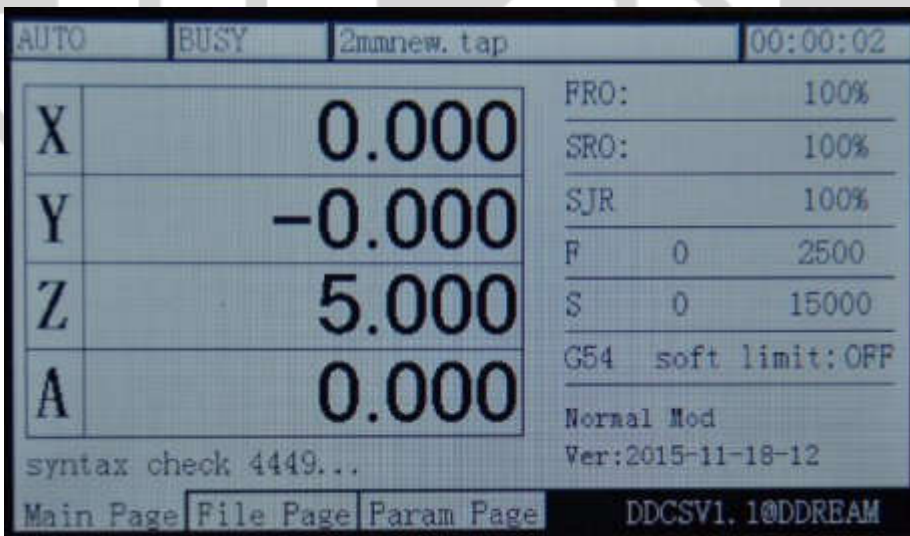 AUTO BUSY 2mmnew.tap 00:00:02
X 0.000
Y -0.000
Z 5.000
A 0.000
FRO: 100%
SRO: 100%
SJR 100%
F 0 2500
S 0 15000
G54 soft limit:OFF
Normal Mod
Ver:2015-11-18-12
syntax check 4449...
Main Page File Page Param Page DDCSV1.1@DDREAM